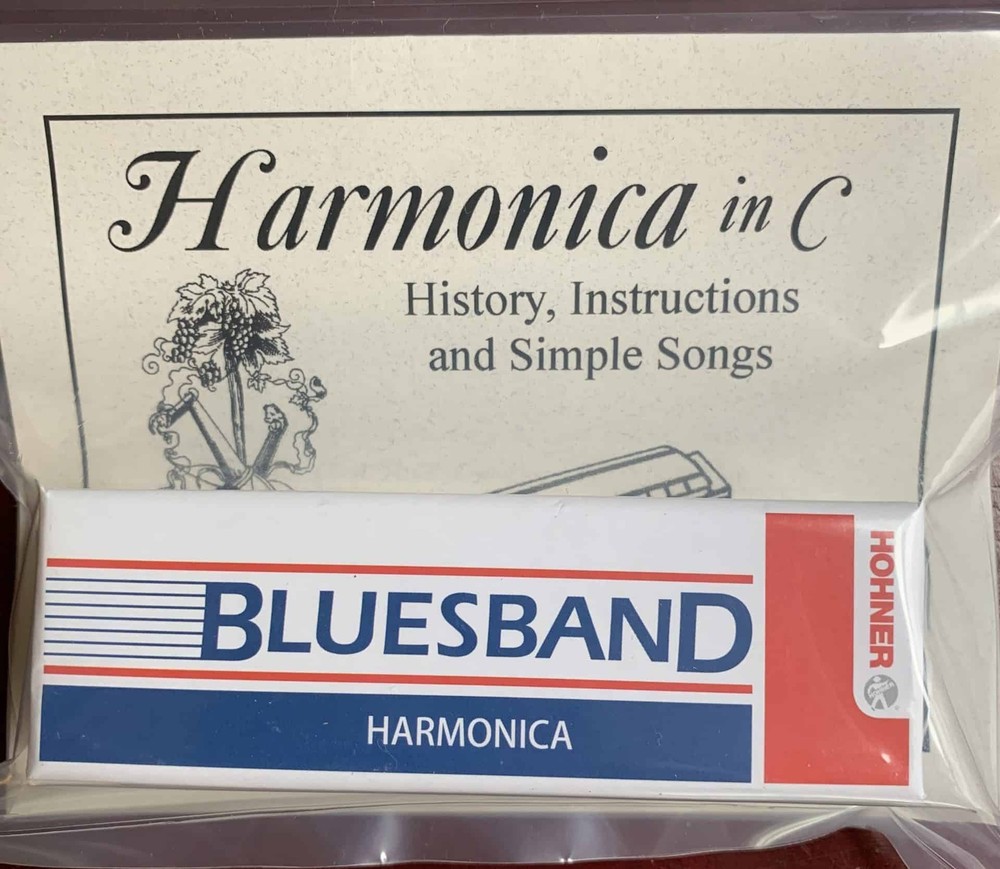 Harmonica in C
History, Instructions
and Simple Songs
BLUESBAND
HARMONICA
HOHNER